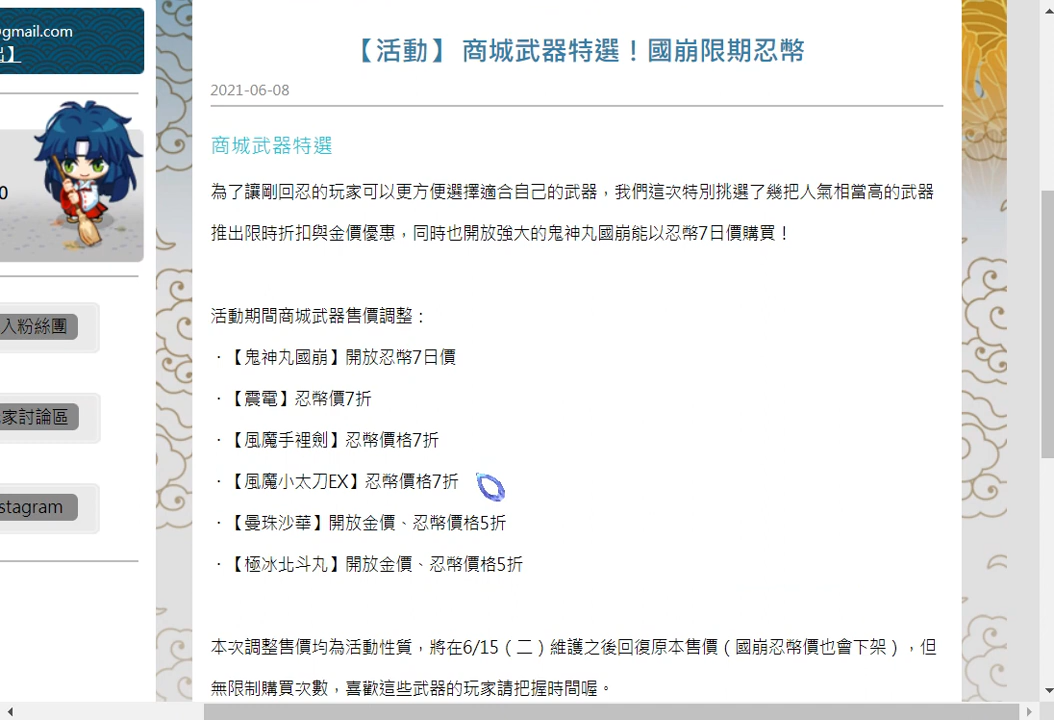 @gmail.com
出】
0
入粉絲團
家討論區
stagram
【活動】 商城武器特選！國崩限期忍幣
2021-06-08
商城武器特選
為了讓剛回忍的玩家可以更方便選擇適合自己的武器，我們這次特別挑選了幾把人氣相當高的武器
推出限時折扣與金價優惠，同時也開放強大的鬼神丸國崩能以忍幣7日價購買！
活動期間商城武器售價調整：
．【鬼神丸國崩】開放忍幣7日價
．【震電】忍幣價7折
．【風魔手裡劍】忍幣價格7折
．【風魔小太刀EX】忍幣價格7折
．【曼珠沙華】開放金價、忍幣價格5折
．【極冰北斗丸】開放金價、忍幣價格5折
本次調整售價均為活動性質，將在6/15（二）維護之後回復原本售價（國崩忍幣價也會下架），但
無限制購買次數，喜歡這些武器的玩家請把握時間喔。